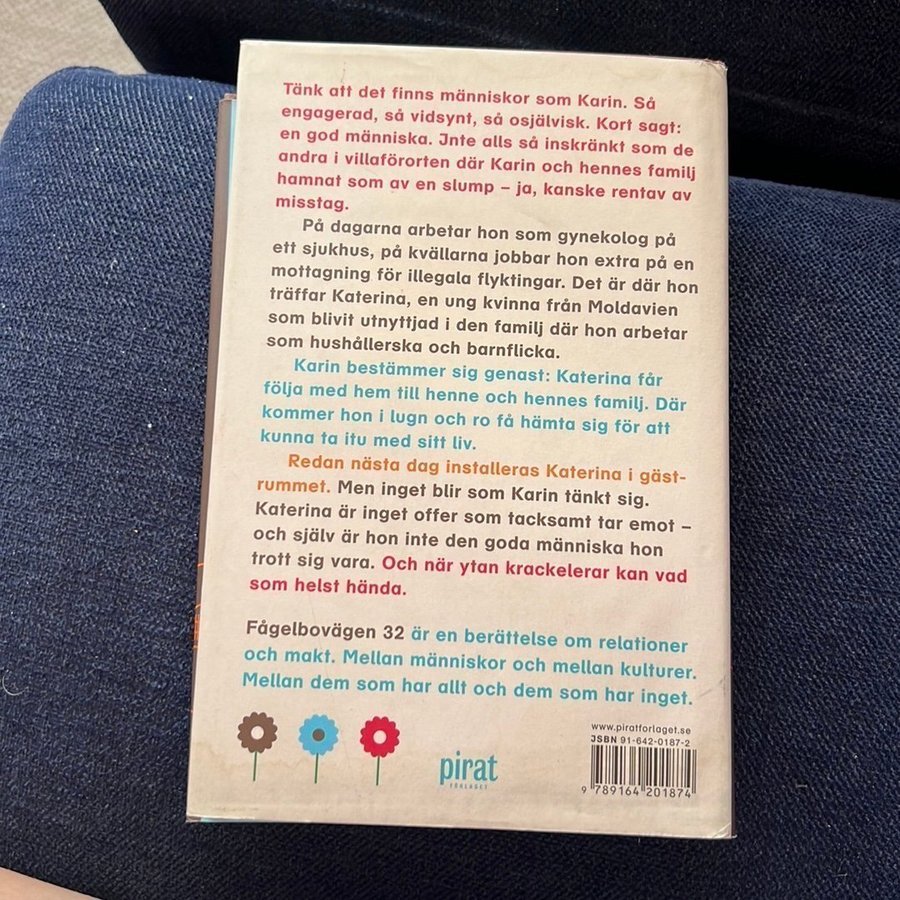 Tänk att det finns människor som Karin. Så
engagerad, så vidsynt, så osjälvisk. Kort sagt:
en god människa. Inte alls så inskränkt som de
andra i villaförorten där Karin och hennes familj
hamnat som av en slump – ja, kanske rentav av
misstag.
På dagarna arbetar hon som gynekolog på
ett sjukhus, på kvällarna jobbar hon extra på en
mottagning för illegala flyktingar. Det är där hon
träffar Katerina, en ung kvinna från Moldavien
som blivit utnyttjad i den familj där hon arbetar
som hushållerska och barnflicka.
Karin bestämmer sig genast: Katerina får
följa med hem till henne och hennes familj. Där
kommer hon i lugn och ro få hämta sig för att
kunna ta itu med sitt liv.
Redan nästa dag installeras Katerina i gäst-
rummet. Men inget blir som Karin tänkt sig.
Katerina är inget offer som tacksamt tar emot –
och själv är hon inte den goda människa hon
trott sig vara. Och när ytan krackelerar kan vad
som helst hända.
Fågelbovägen 32 är en berättelse om relationer
och makt. Mellan människor och mellan kulturer.
Mellan dem som har allt och dem som har inget.
www.piratforlaget.se
ISBN 91-642-0187-2
pirat
FÖRLAGET
9 789164 201874